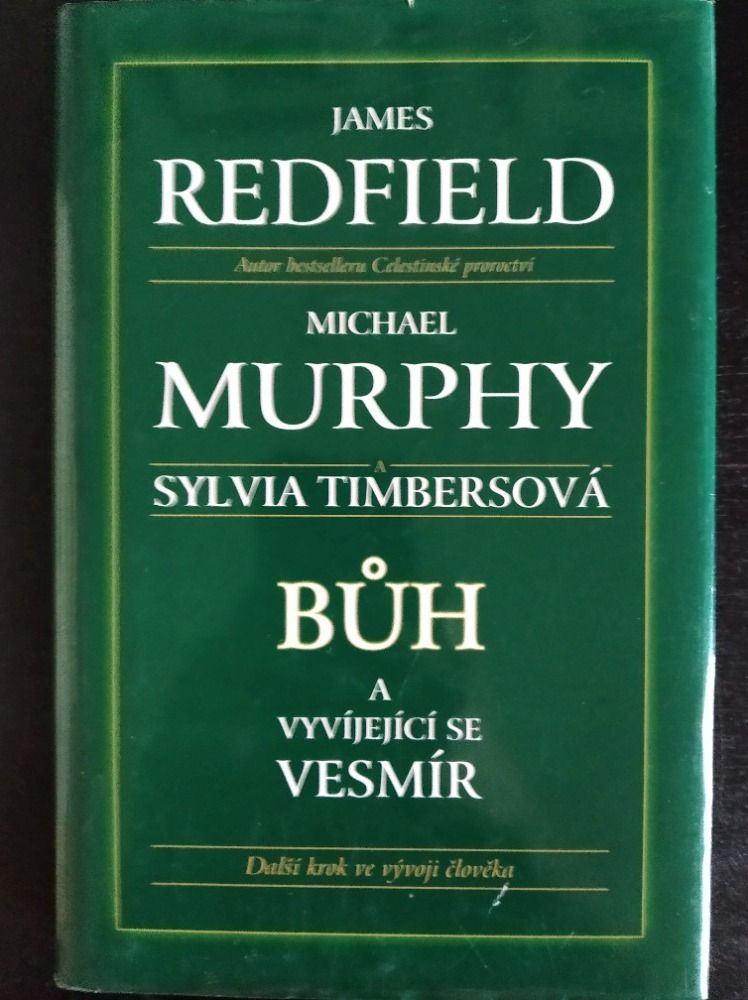 JAMES
REDFIELD
Autor bestselleru Celestinské proroctví
MICHAEL
MURPHY
A
SYLVIA TIMBERSOVÁ
BŮH
A
VYVÍJEJÍCÍ SE
VESMÍR
Další krok ve vývoji člověka